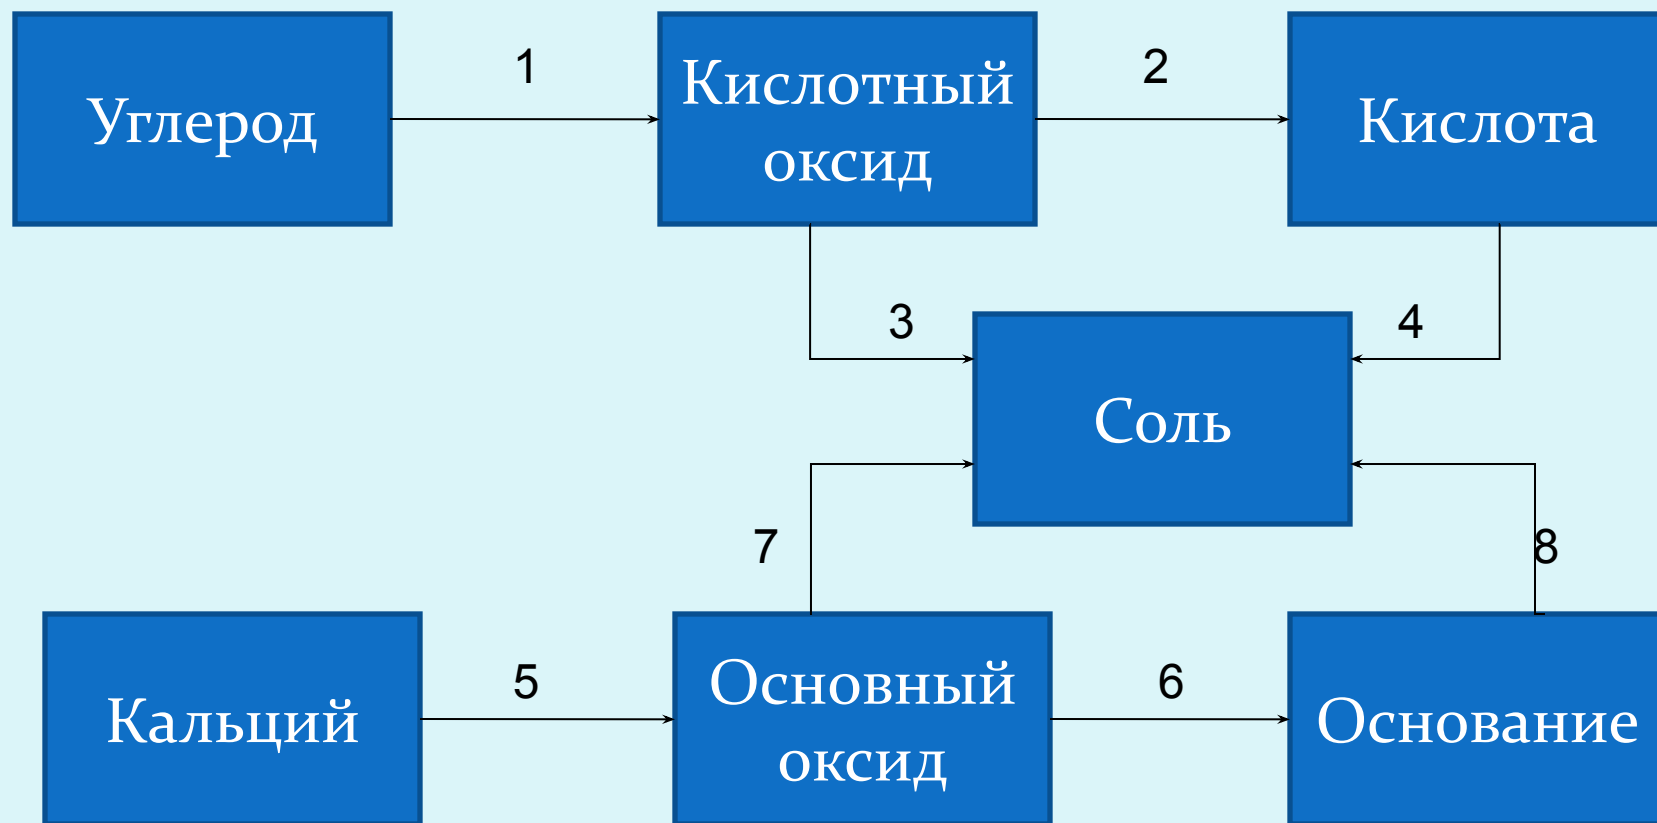 Углерод
1
Кислотный
оксид
2
Кислота
3
4
Соль
7
8
Кальций
5
Основный
оксид
6
Основание